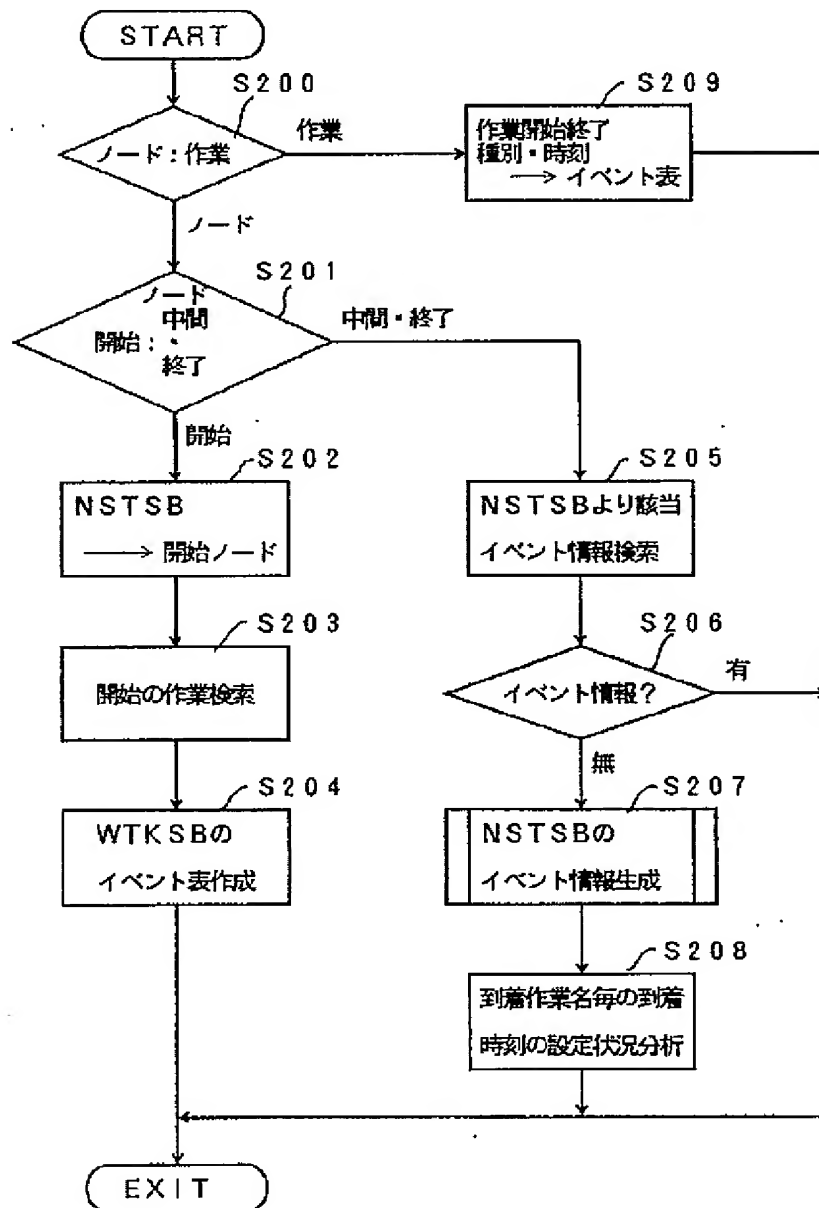 START
S200
ノード:作業
作業
S209
作業開始終了
種別・時刻
→ イベント表
ノード
S201
ノード
中間
開始:・
終了
中間・終了
開始
S202
NSTSB
→ 開始ノード
S205
NSTSBより該当
イベント情報検索
S203
開始の作業検索
S206
イベント情報?
有
無
S204
WTKSBの
イベント表作成
S207
NSTSBの
イベント情報生成
S208
到着作業名毎の到着
時刻の設定状況分析
EXIT